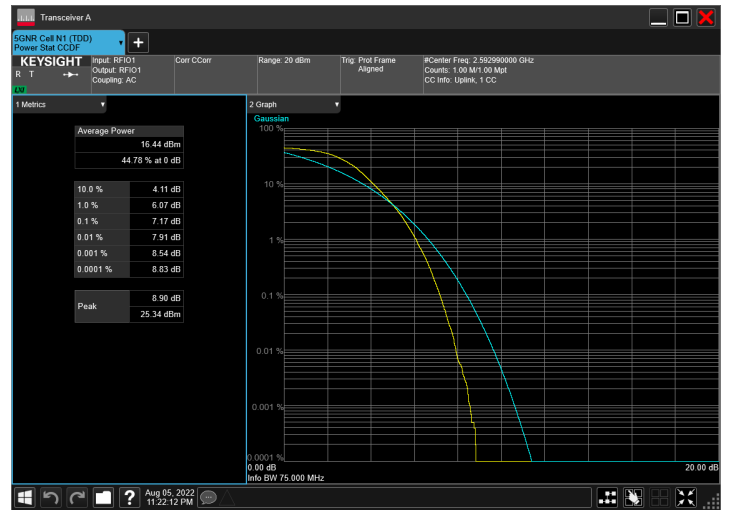 Transceiver A
5GNR Cell N1 (TDD)
Power Stat CCDF
KEYSIGHT
R T
LXI
Input: RFIO1
Output: RFIO1
Coupling: AC
Corr CCorr
Range: 20 dBm
Trig: Prot Frame
Aligned
#Center Freq: 2.592990000 GHz
Counts: 1.00 M/1.00 Mpt
CC Info: Uplink, 1 CC
1 Metrics
Average Power
16.44 dBm
44.78 % at 0 dB
10.0 % 4.11 dB
1.0 % 6.07 dB
0.1 % 7.17 dB
0.01 % 7.91 dB
0.001 % 8.54 dB
0.0001 % 8.83 dB
Peak
8.90 dB
25.34 dBm
2 Graph
Gaussian
100 %
10 %
1 %
0.1 %
0.01 %
0.001 %
0.0001 %
0.00 dB 20.00 dB
Info BW 75.000 MHz
? Aug 05, 2022
11:22:12 PM